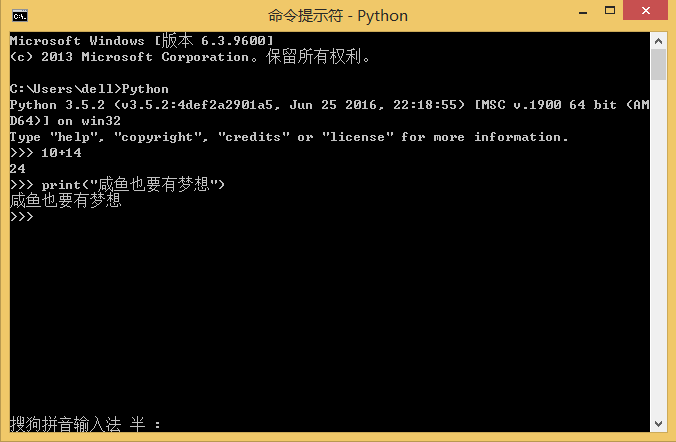 命令提示符 - Python
Microsoft Windows [版本 6.3.9600]
(c) 2013 Microsoft Corporation。保留所有权利。
C:\Users\dell>Python
Python 3.5.2 (v3.5.2:4def2a2901a5, Jun 25 2016, 22:18:55) [MSC v.1900 64 bit (AM
D64)] on win32
Type "help", "copyright", "credits" or "license" for more information.
>>> 10+14
24
>>> print("咸鱼也要有梦想")
咸鱼也要有梦想
>>>
搜狗拼音输入法 半 :